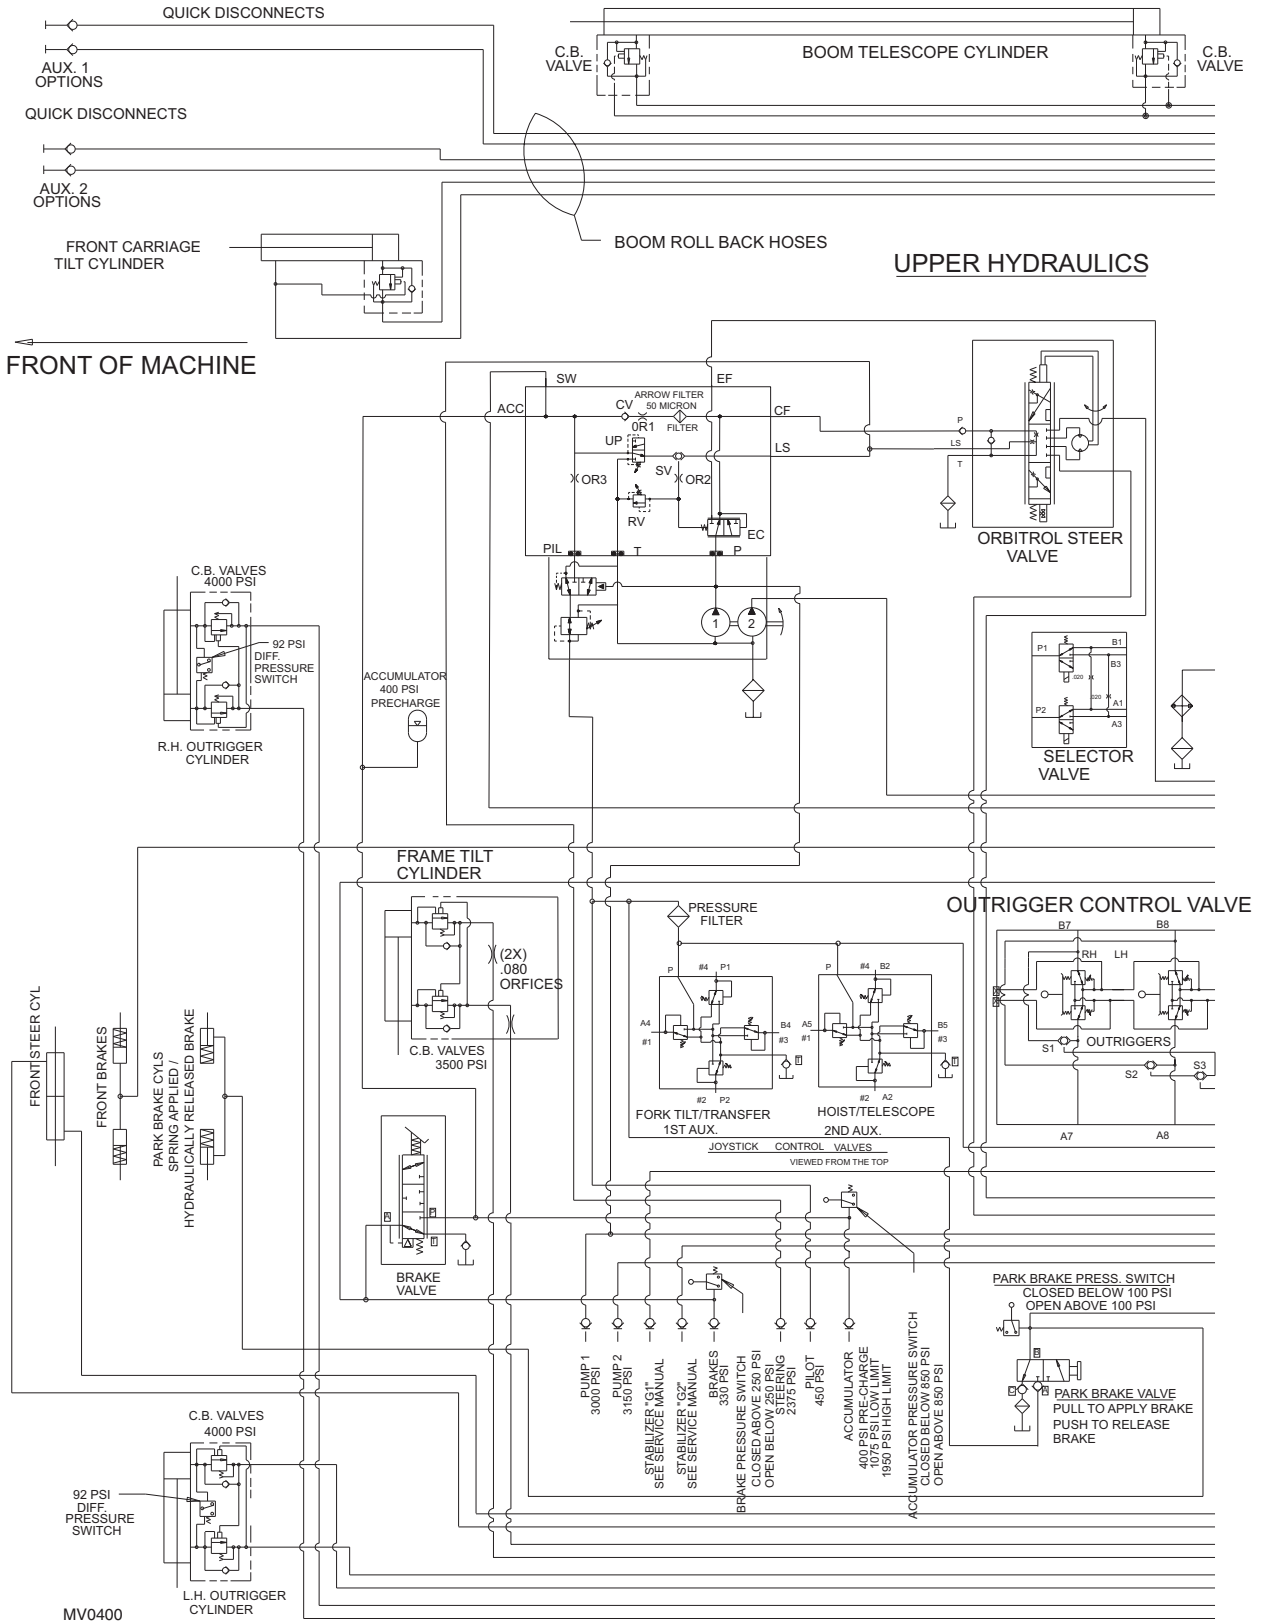 QUICK DISCONNECTS
AUX. 1
OPTIONS
QUICK DISCONNECTS
AUX. 2
OPTIONS
C.B.
VALVE
BOOM TELESCOPE CYLINDER
C.B.
VALVE
FRONT CARRIAGE
TILT CYLINDER
BOOM ROLL BACK HOSES
UPPER HYDRAULICS
FRONT OF MACHINE
SW
EF
ACC
CV
ARROW FILTER
50 MICRON
0R1
FILTER
CF
UP
LS
SV
OR3
OR2
RV
EC
PIL
T
P
1
2
P
LS
T
ORBITROL STEER
VALVE
C.B. VALVES
4000 PSI
92 PSI
DIFF.
PRESSURE
SWITCH
R.H. OUTRIGGER
CYLINDER
ACCUMULATOR
400 PSI
PRECHARGE
P1
B1
B3
.020
.020
P2
A1
A3
SELECTOR
VALVE
FRAME TILT
CYLINDER
(2X)
.080
ORFICES
C.B. VALVES
3500 PSI
PRESSURE
FILTER
P
#4
P1
A4
#1
B4
#3
T
#2
P2
FORK TILT/TRANSFER
1ST AUX.
P
#4
B2
A5
#1
B5
#3
T
#2
A2
HOIST/TELESCOPE
2ND AUX.
JOYSTICK CONTROL VALVES
VIEWED FROM THE TOP
OUTRIGGER CONTROL VALVE
B7
B8
RH
LH
S1
OUTRIGGERS
S2
S3
A7
A8
FRONT STEER CYL
FRONT BRAKES
PARK BRAKE CYLS
SPRING APPLIED /
HYDRAULICALLY RELEASED BRAKE
A
P
T
BRAKE
VALVE
PUMP 1
3000 PSI
PUMP 2
3150 PSI
STABILIZER "G1"
SEE SERVICE MANUAL
STABILIZER "G2"
SEE SERVICE MANUAL
BRAKES
330 PSI
BRAKE PRESSURE SWITCH
CLOSED ABOVE 250 PSI
OPEN BELOW 250 PSI
STEERING
2375 PSI
PILOT
450 PSI
ACCUMULATOR
400 PSI PRE-CHARGE
1075 PSI LOW LIMIT
1950 PSI HIGH LIMIT
ACCUMULATOR PRESSURE SWITCH
CLOSED BELOW 850 PSI
OPEN ABOVE 850 PSI
PARK BRAKE PRESS. SWITCH
CLOSED BELOW 100 PSI
OPEN ABOVE 100 PSI
PARK BRAKE VALVE
PULL TO APPLY BRAKE
PUSH TO RELEASE
BRAKE
C.B. VALVES
4000 PSI
92 PSI
DIFF.
PRESSURE
SWITCH
L.H. OUTRIGGER
CYLINDER
MV0400